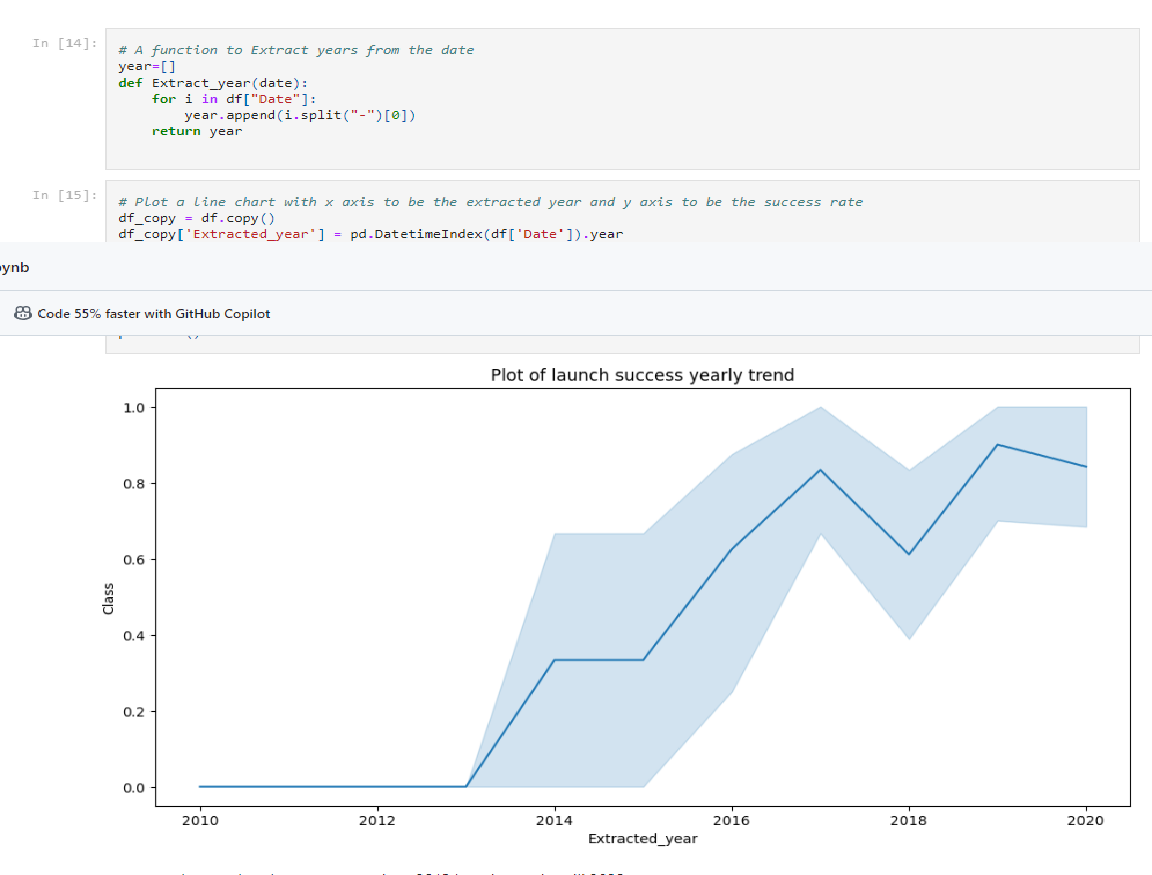 In [14]:
# A function to Extract years from the date
year=[]
def Extract_year(date):
    for i in df["Date"]:
        year.append(i.split("-")[0])
    return year
In [15]:
# Plot a line chart with x axis to be the extracted year and y axis to be the success rate
df_copy = df.copy()
df_copy['Extracted_year'] = pd.DatetimeIndex(df['Date']).year
ynb
Code 55% faster with GitHub Copilot
Plot of launch success yearly trend
1.0
0.8
0.6
0.4
0.2
0.0
Class
2010 2012 2014 2016 2018 2020
Extracted_year